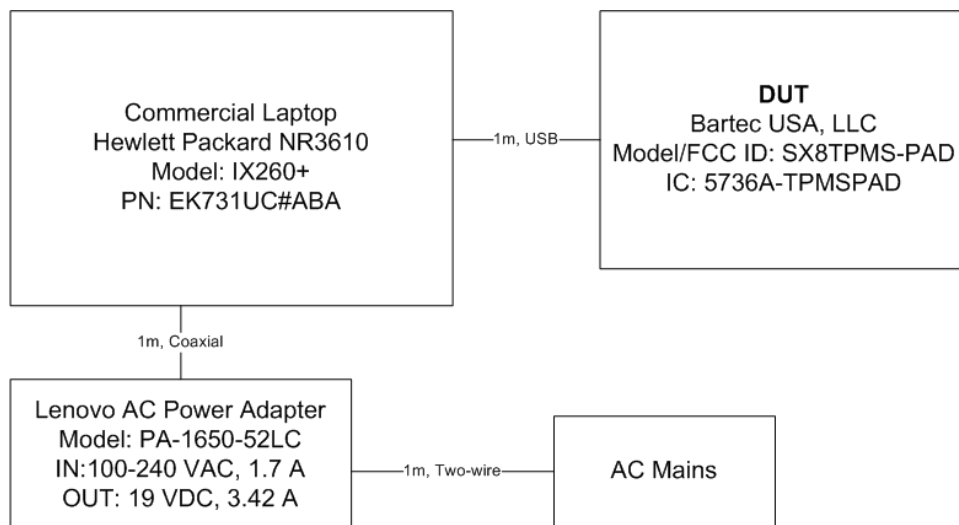 Commercial Laptop
Hewlett Packard NR3610
Model: IX260+
PN: EK731UC#ABA
1m, USB
DUT
Bartec USA, LLC
Model/FCC ID: SX8TPMS-PAD
IC: 5736A-TPMSPAD
1m, Coaxial
Lenovo AC Power Adapter
Model: PA-1650-52LC
IN:100-240 VAC, 1.7 A
OUT: 19 VDC, 3.42 A
1m, Two-wire
AC Mains